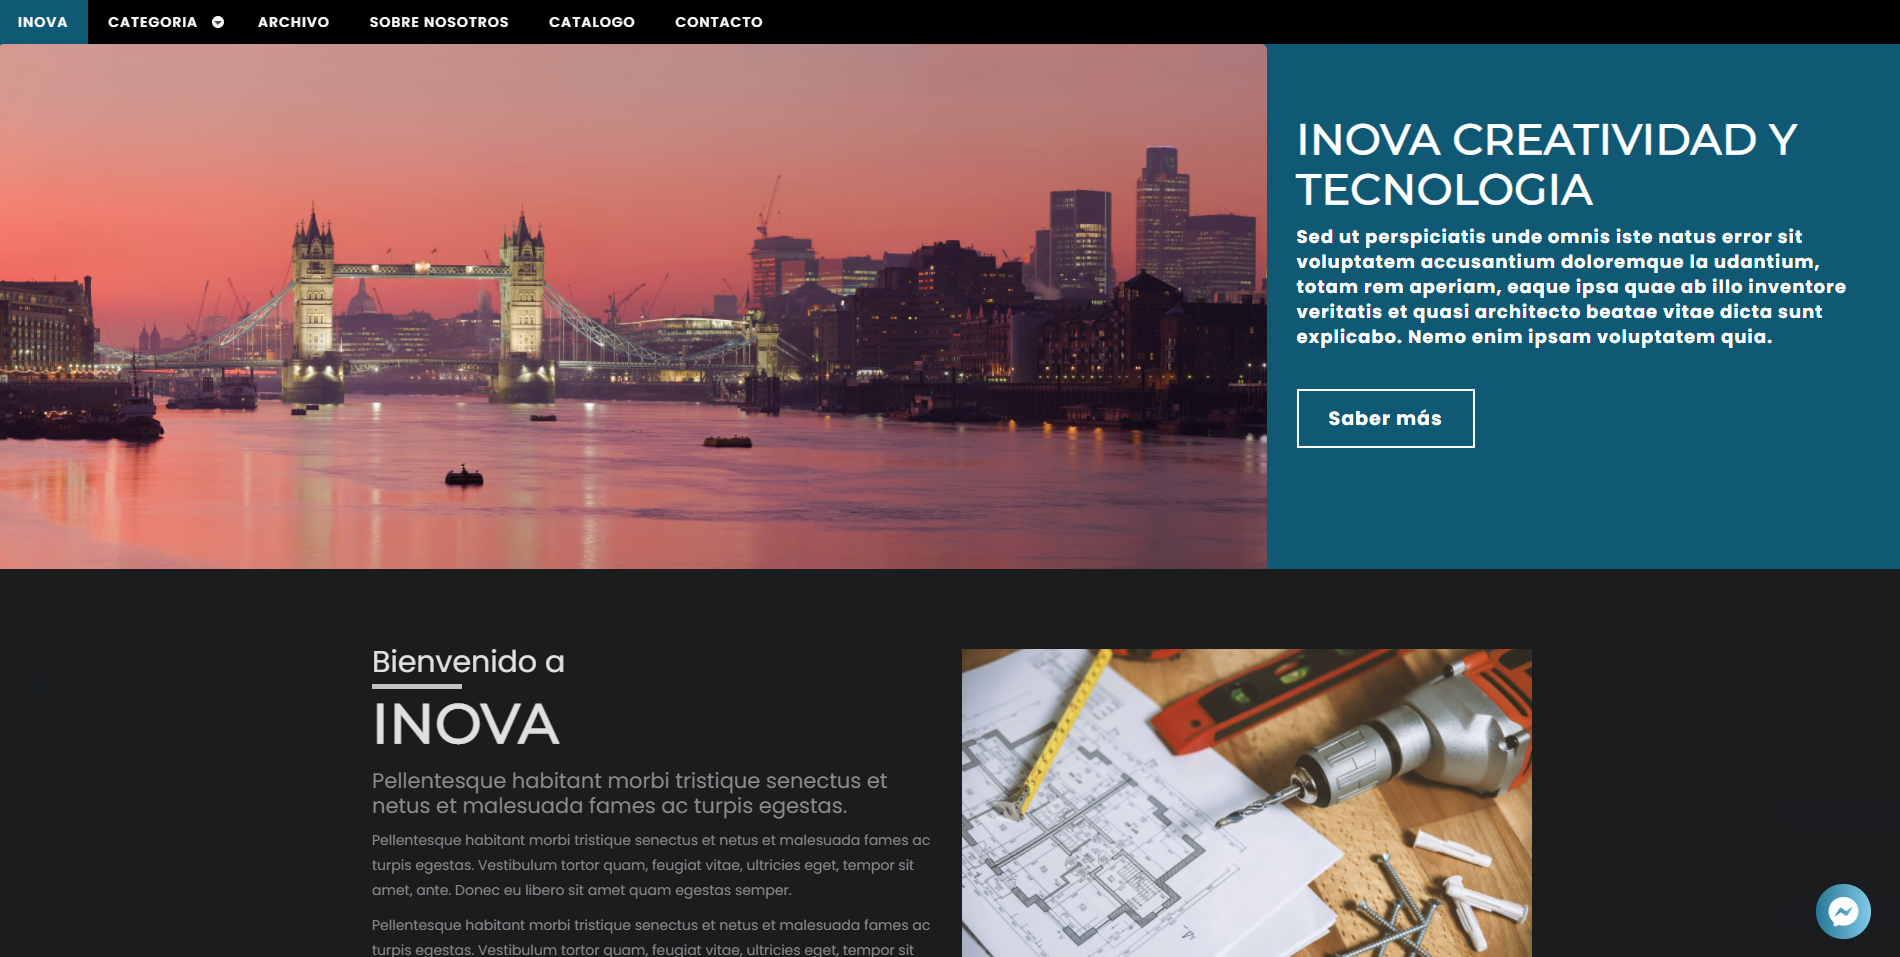 INOVA CATEGORIA ARCHIVO SOBRE NOSOTROS CATALOGO CONTACTO
INOVA CREATIVIDAD Y
TECNOLOGIA
Sed ut perspiciatis unde omnis iste natus error sit
voluptatem accusantium doloremque la udantium,
totam rem aperiam, eaque ipsa quae ab illo inventore
veritatis et quasi architecto beatae vitae dicta sunt
explicabo. Nemo enim ipsam voluptatem quia.
Saber más
Bienvenido a
INOVA
Pellentesque habitant morbi tristique senectus et
netus et malesuada fames ac turpis egestas.
Pellentesque habitant morbi tristique senectus et netus et malesuada fames ac
turpis egestas. Vestibulum tortor quam, feugiat vitae, ultricies eget, tempor sit
amet, ante. Donec eu libero sit amet quam egestas semper.
Pellentesque habitant morbi tristique senectus et netus et malesuada fames ac
turpis egestas. Vestibulum tortor quam, feugiat vitae, ultricies eget, tempor sit